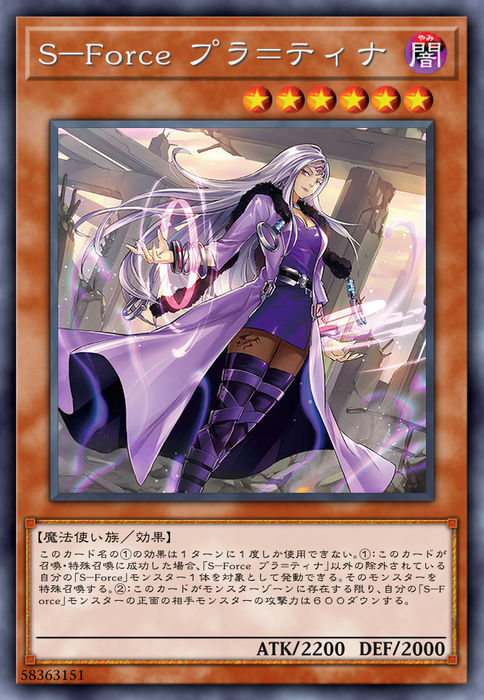 S-Force プラ=ティナ
やみ
闇
【魔法使い族/効果】
このカード名の①の効果は1ターンに1度しか使用できない。①:このカードが
召喚・特殊召喚に成功した場合、「S-Force プラ=ティナ」以外の除外されている
自分の「S-Force」モンスター1体を対象として発動できる。そのモンスターを
特殊召喚する。②:このカードがモンスターゾーンに存在する限り、自分の「S-F
orce」モンスターの正面の相手モンスターの攻撃力は600ダウンする。
ATK/2200 DEF/2000
58363151